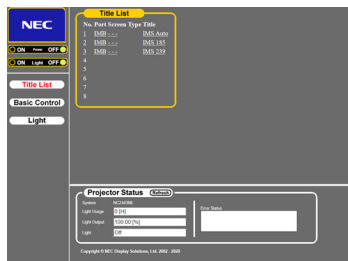 NEC
ON Power OFF
ON Light OFF
Title List
Basic Control
Light
Title List
No. Port Screen Type Title
1 IMB - - - IMS Auto
2 IMB - - - IMS 185
3 IMB - - - IMS 239
4
5
6
7
8
Projector Status (Refresh)
System
Light Usage 0 [H]
Light Output 100.00 [%]
Light Off
Error Status
Copyright © NEC Display Solutions, Ltd. 2002 - 2020